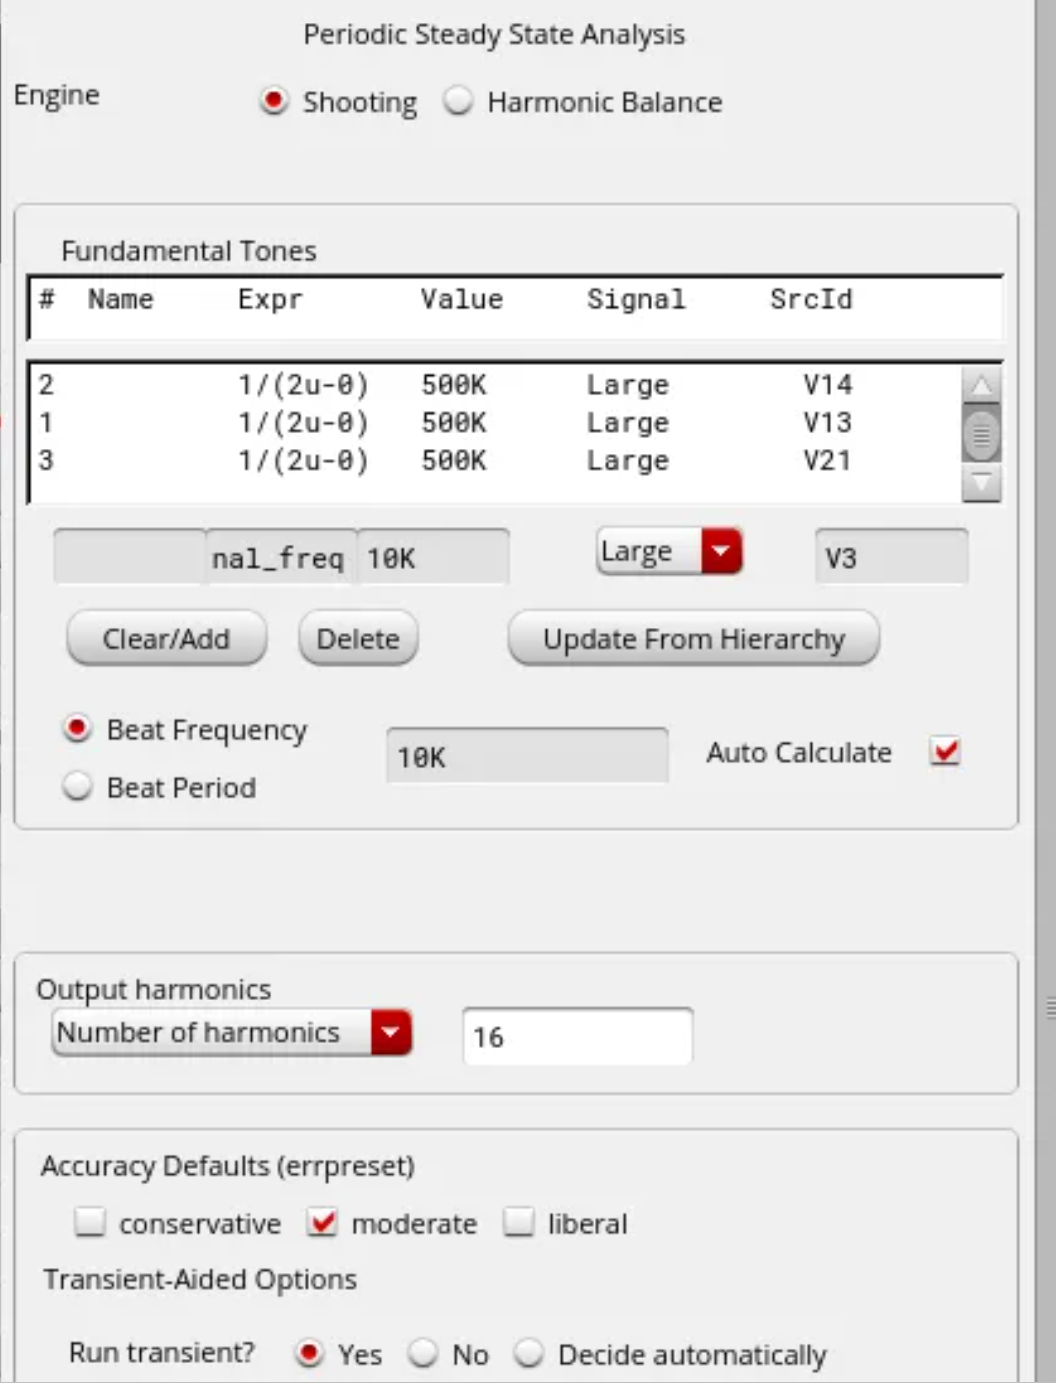 Periodic Steady State Analysis
Engine Shooting Harmonic Balance
Fundamental Tones
# Name Expr Value Signal SrcId
2 1/(2u-0) 500K Large V14
1 1/(2u-0) 500K Large V13
3 1/(2u-0) 500K Large V21
nal_freq 10K Large V3
Clear/Add Delete Update From Hierarchy
Beat Frequency
10K Auto Calculate
Beat Period
Output harmonics
Number of harmonics 16
Accuracy Defaults (errpreset)
conservative moderate liberal
Transient-Aided Options
Run transient? Yes No Decide automatically